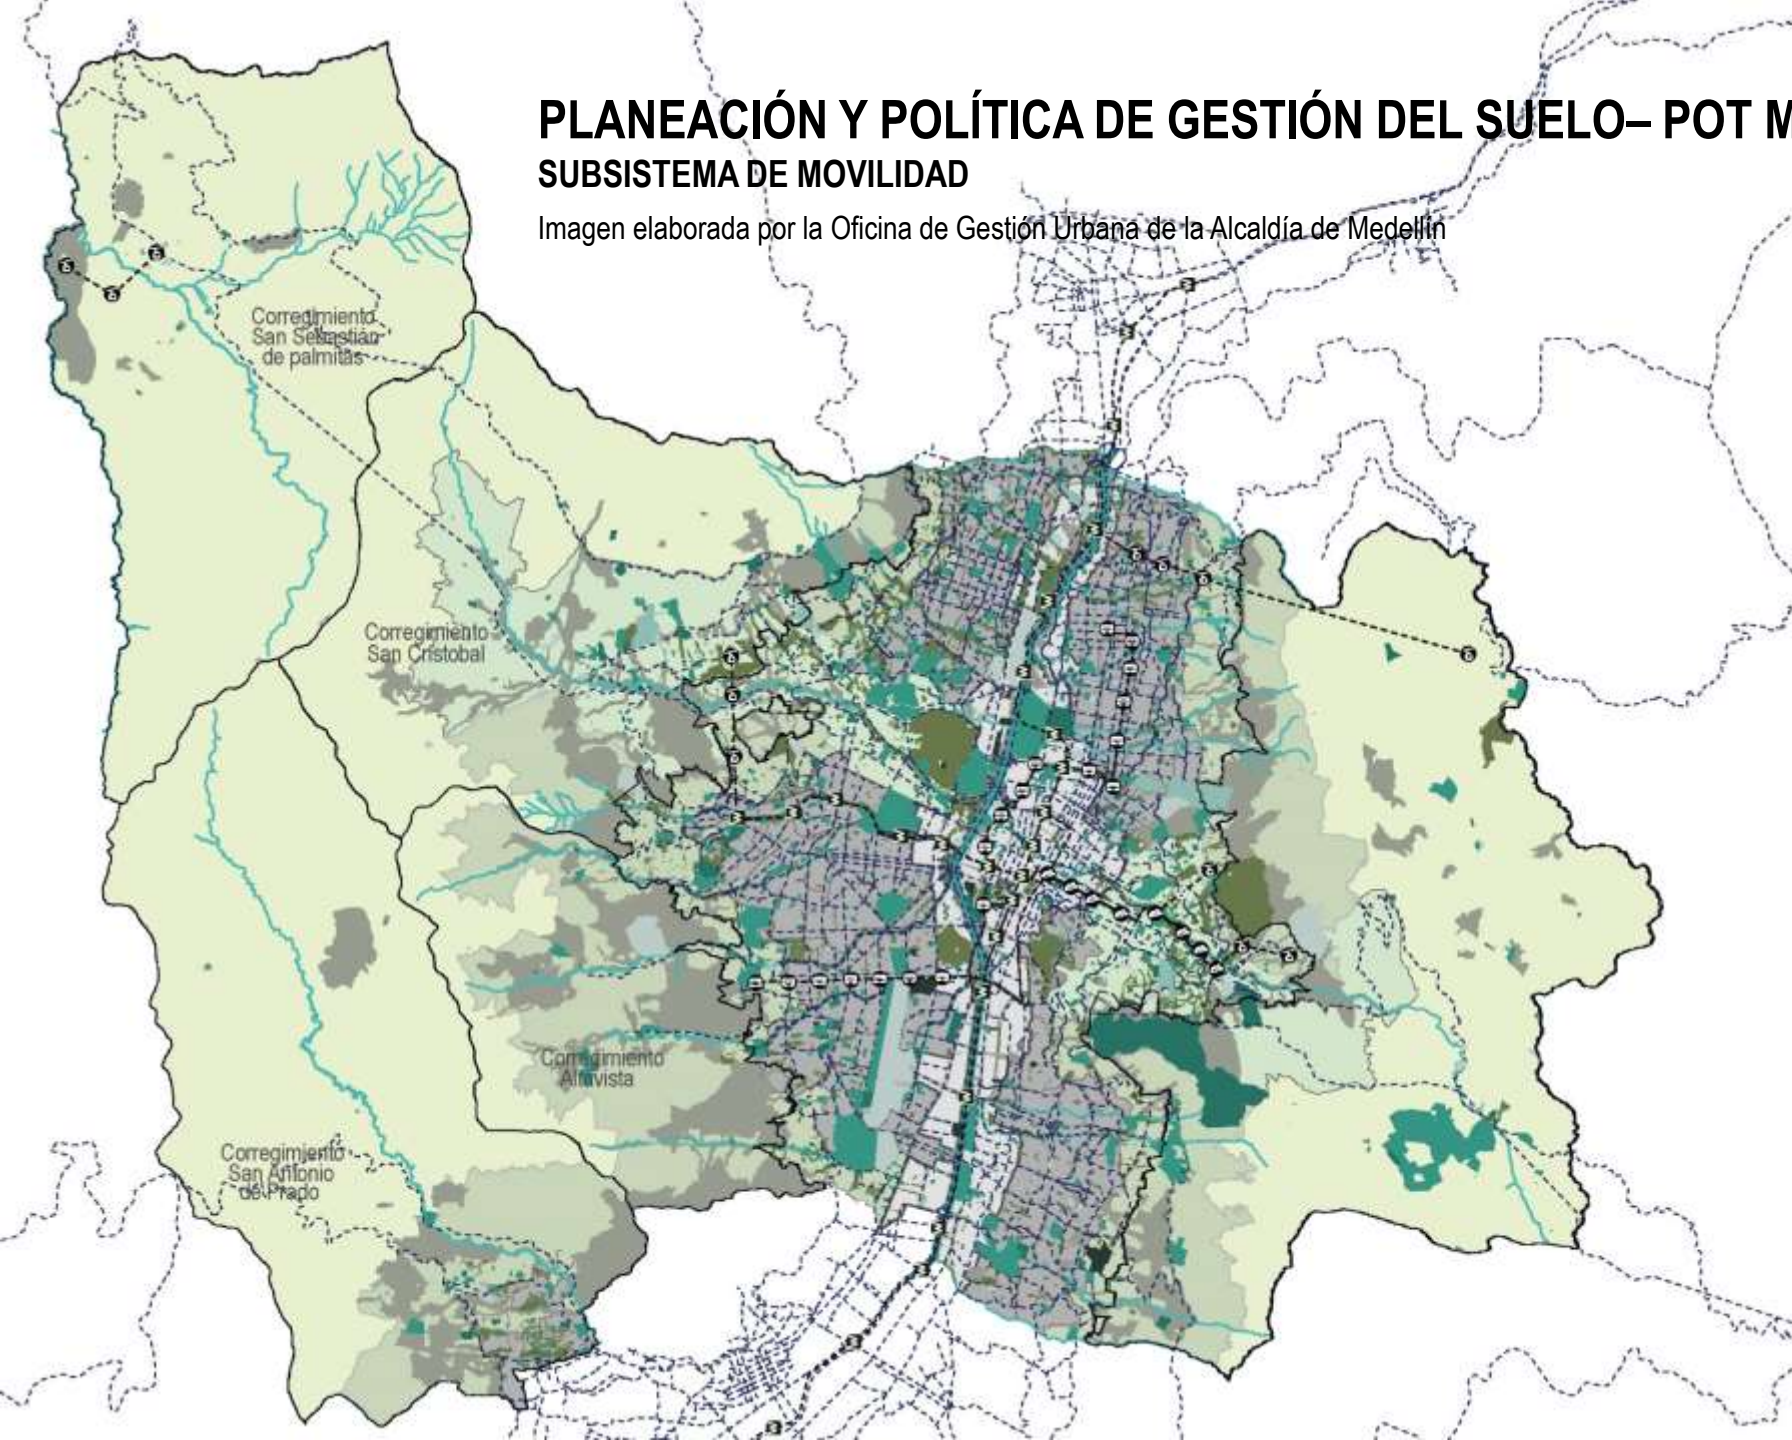 PLANEACIÓN Y POLÍTICA DE GESTIÓN DEL SUELO– POT M
SUBSISTEMA DE MOVILIDAD
Imagen elaborada por la Oficina de Gestión Urbana de la Alcaldía de Medellín
Corregimiento
San Sebastián
de palmitas
Corregimiento
San Cristobal
Corregimiento
Altavista
Corregimiento
San Antonio
de Prado